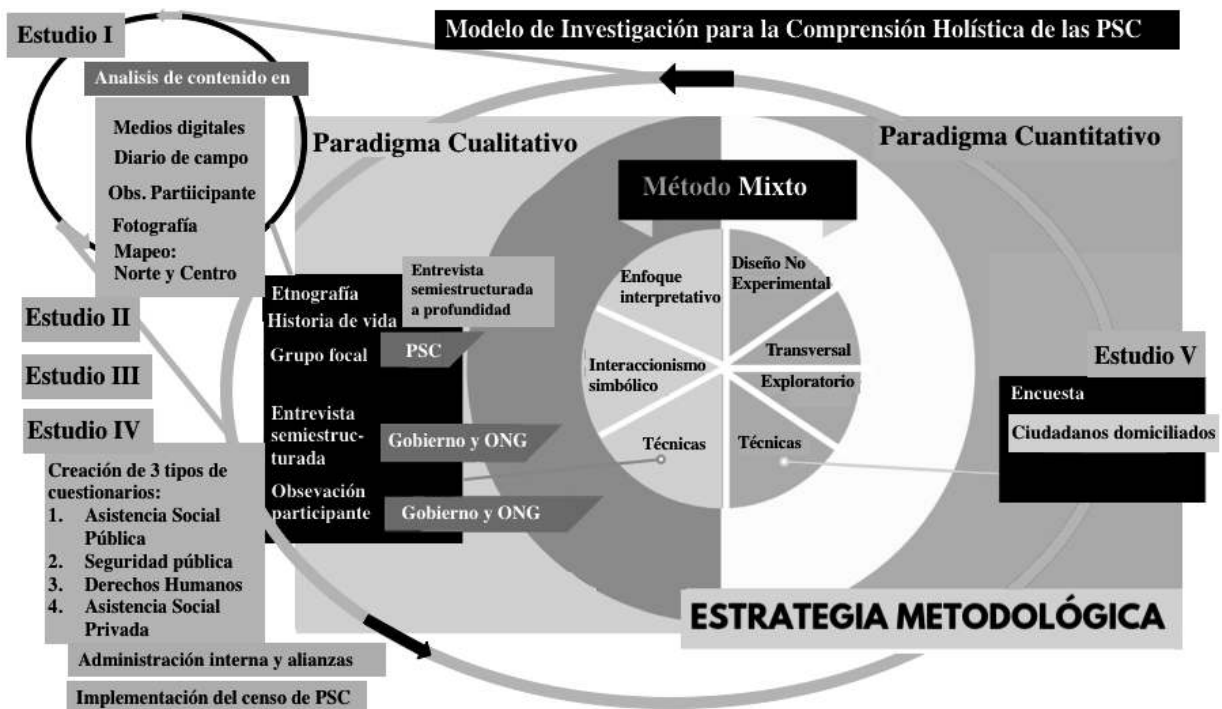 Modelo de Investigación para la Comprensión Holística de las PSC
Estudio I
Analisis de contenido en
Medios digitales
Diario de campo
Obs. Partiicipante
Fotografía
Mapeo:
Norte y Centro
Estudio II
Estudio III
Estudio IV
Creación de 3 tipos de
cuestionarios:
1. Asistencia Social
Pública
2. Seguridad pública
3. Derechos Humanos
4. Asistencia Social
Privada
Administración interna y alianzas
Implementación del censo de PSC
Paradigma Cualitativo
Etnografía
Historia de vida
Entrevista
semiestructurada
a profundidad
Grupo focal
PSC
Entrevista
semiestruc-
turada
Gobierno y ONG
Obsevación
participante
Gobierno y ONG
Método Mixto
Enfoque
interpretativo
Interaccionismo
simbólico
Técnicas
Diseño No
Experimental
Transversal
Exploratorio
Técnicas
Paradigma Cuantitativo
Estudio V
Encuesta
Ciudadanos domiciliados
ESTRATEGIA METODOLÓGICA